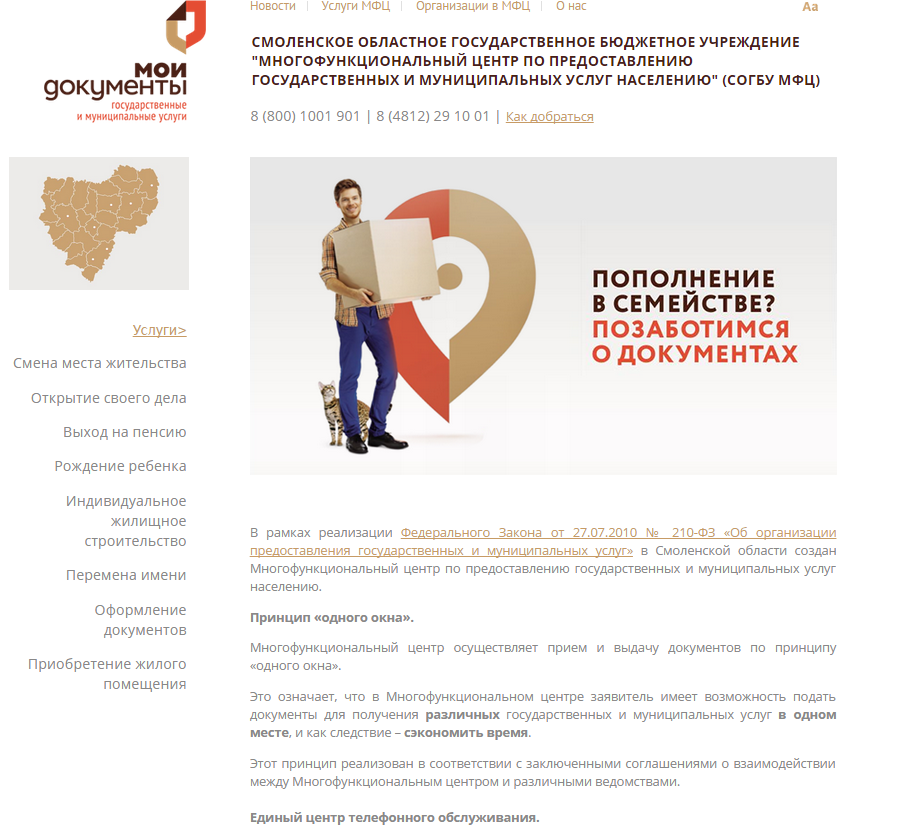 Новости
Услуги МФЦ
Организации в МФЦ
О нас
Аа
мои
документы
государственные
и муниципальные услуги
СМОЛЕНСКОЕ ОБЛАСТНОЕ ГОСУДАРСТВЕННОЕ БЮДЖЕТНОЕ УЧРЕЖДЕНИЕ
"МНОГОФУНКЦИОНАЛЬНЫЙ ЦЕНТР ПО ПРЕДОСТАВЛЕНИЮ
ГОСУДАРСТВЕННЫХ И МУНИЦИПАЛЬНЫХ УСЛУГ НАСЕЛЕНИЮ" (СОГБУ МФЦ)
8 (800) 1001 901 | 8 (4812) 29 10 01 | Как добраться
ПОПОЛНЕНИЕ
В СЕМЕЙСТВЕ?
ПОЗАБОТИМСЯ
О ДОКУМЕНТАХ
Услуги>
Смена места жительства
Открытие своего дела
Выход на пенсию
Рождение ребенка
Индивидуальное
жилищное
строительство
Перемена имени
Оформление
документов
Приобретение жилого
помещения
В рамках реализации Федерального Закона от 27.07.2010 № 210-ФЗ «Об организации
предоставления государственных и муниципальных услуг» в Смоленской области создан
Многофункциональный центр по предоставлению государственных и муниципальных услуг
населению.
Принцип «одного окна».
Многофункциональный центр осуществляет прием и выдачу документов по принципу
«одного окна».
Это означает, что в Многофункциональном центре заявитель имеет возможность подать
документы для получения различных государственных и муниципальных услуг в одном
месте, и как следствие – сэкономить время.
Этот принцип реализован в соответствии с заключенными соглашениями о взаимодействии
между Многофункциональным центром и различными ведомствами.
Единый центр телефонного обслуживания.